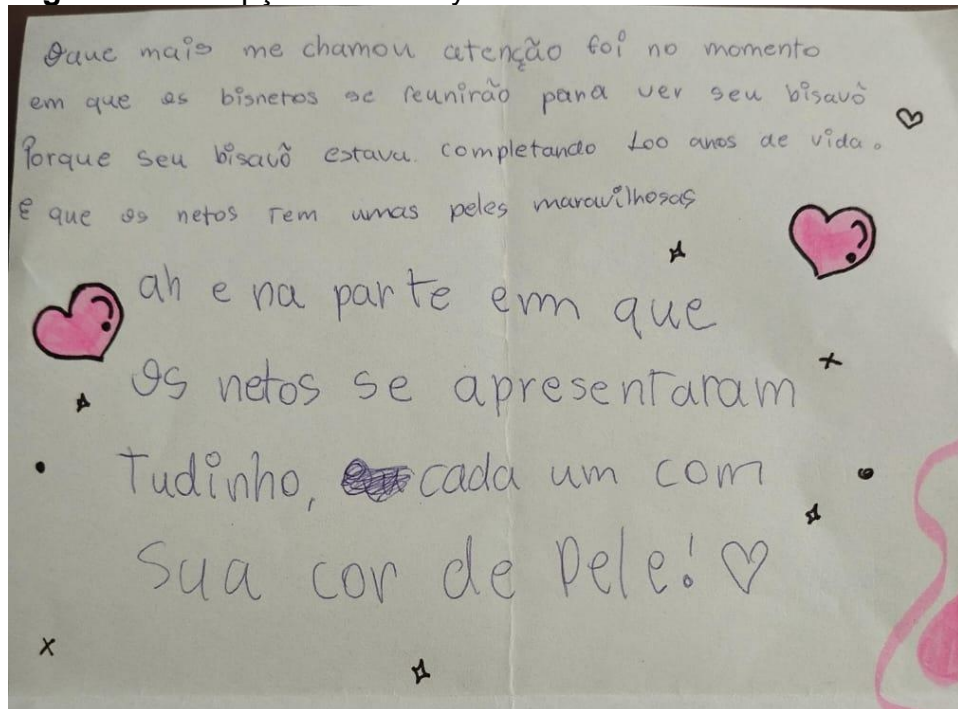 Oque mais me chamou atenção foi no momento
em que os bisnetos se reunirão para ver seu bisavô
Porque seu bisavô estava completando 100 anos de vida.
E que os netos tem umas peles maravilhosas
ah e na parte em que
os netos se apresentaram
Tudinho, cada um com
sua cor de pele!